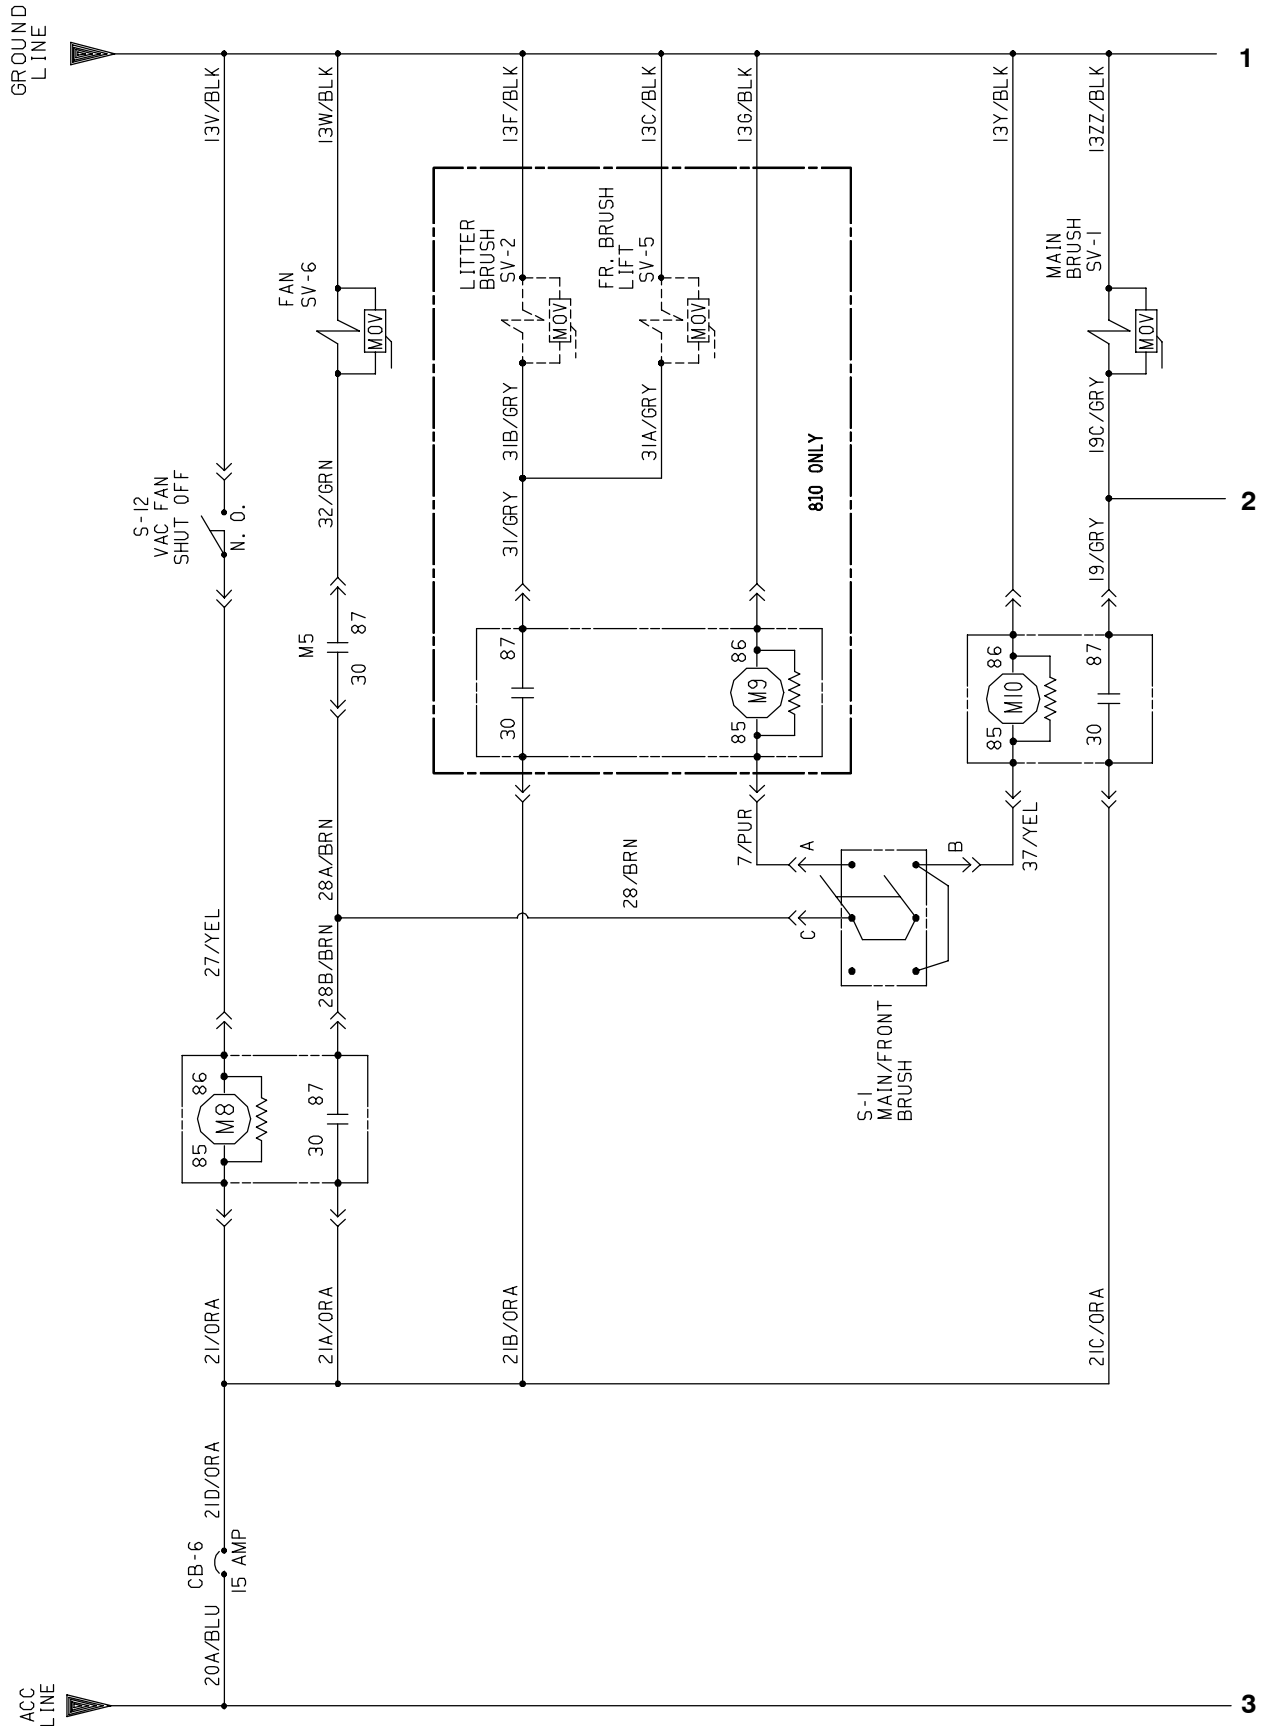 GROUND
LINE
1
13V/BLK
13W/BLK
13F/BLK
13C/BLK
13G/BLK
13Y/BLK
13ZZ/BLK
FAN
SV-6
MOV
LITTER
BRUSH
SV-2
MOV
FR. BRUSH
LIFT
SV-5
MOV
MAIN
BRUSH
SV-1
MOV
S-12
VAC FAN
SHUT OFF
N. O.
32/GRN
31B/GRY
31A/GRY
31/GRY
810 ONLY
19C/GRY
2
19/GRY
M5
87
30
87
30
86
M9
85
86
M10
85
87
30
27/YEL
28A/BRN
28B/BRN
28/BRN
7/PUR
A
C
B
37/YEL
S-1
MAIN/FRONT
BRUSH
86
M8
85
87
30
21/ORA
21A/ORA
21B/ORA
21C/ORA
21D/ORA
CB-6
15 AMP
20A/BLU
ACC
LINE
3